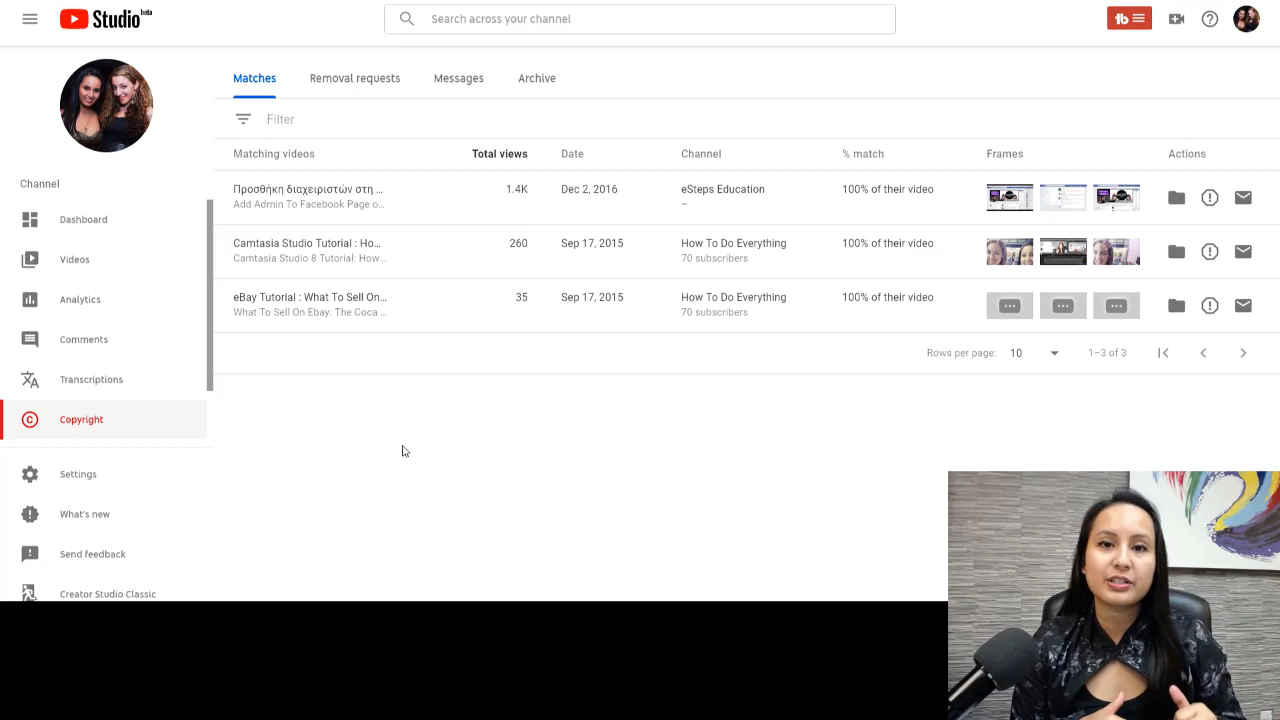 Studio beta
Search across your channel
Matches Removal requests Messages Archive
Filter
Channel
Dashboard
Videos
Analytics
Comments
Transcriptions
Copyright
Settings
What's new
Send feedback
Creator Studio Classic
Matching videos Total views Date Channel % match Frames Actions
Προσθήκη διαχειριστών στη ... 1.4K Dec 2, 2016 eSteps Education 100% of their video
Add Admin To Facebook Page o... –
Camtasia Studio Tutorial : Ho... 260 Sep 17, 2015 How To Do Everything 100% of their video
Camtasia Studio 8 Tutorial: How... 70 subscribers
eBay Tutorial : What To Sell On... 35 Sep 17, 2015 How To Do Everything 100% of their video
What To Sell On Ebay: The Coca ... 70 subscribers
Rows per page: 10 1–3 of 3